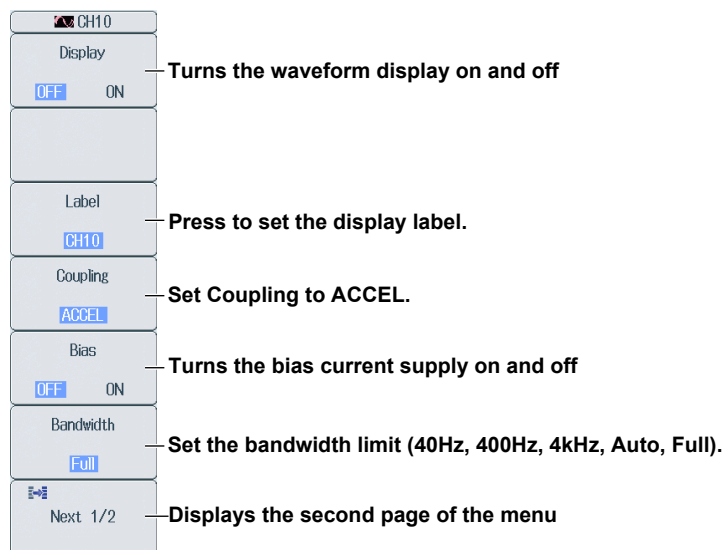 CH10
Display
OFF ON
Turns the waveform display on and off
Label
CH10
Press to set the display label.
Coupling
ACCEL
Set Coupling to ACCEL.
Bias
OFF ON
Turns the bias current supply on and off
Bandwidth
Full
Set the bandwidth limit (40Hz, 400Hz, 4kHz, Auto, Full).
Next 1/2
Displays the second page of the menu